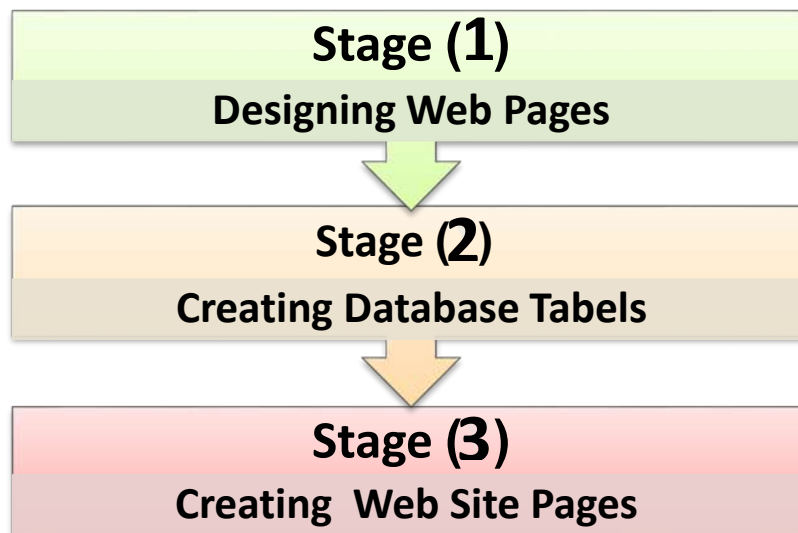 Stage (1)
Designing Web Pages
Stage (2)
Creating Database Tabels
Stage (3)
Creating  Web Site Pages